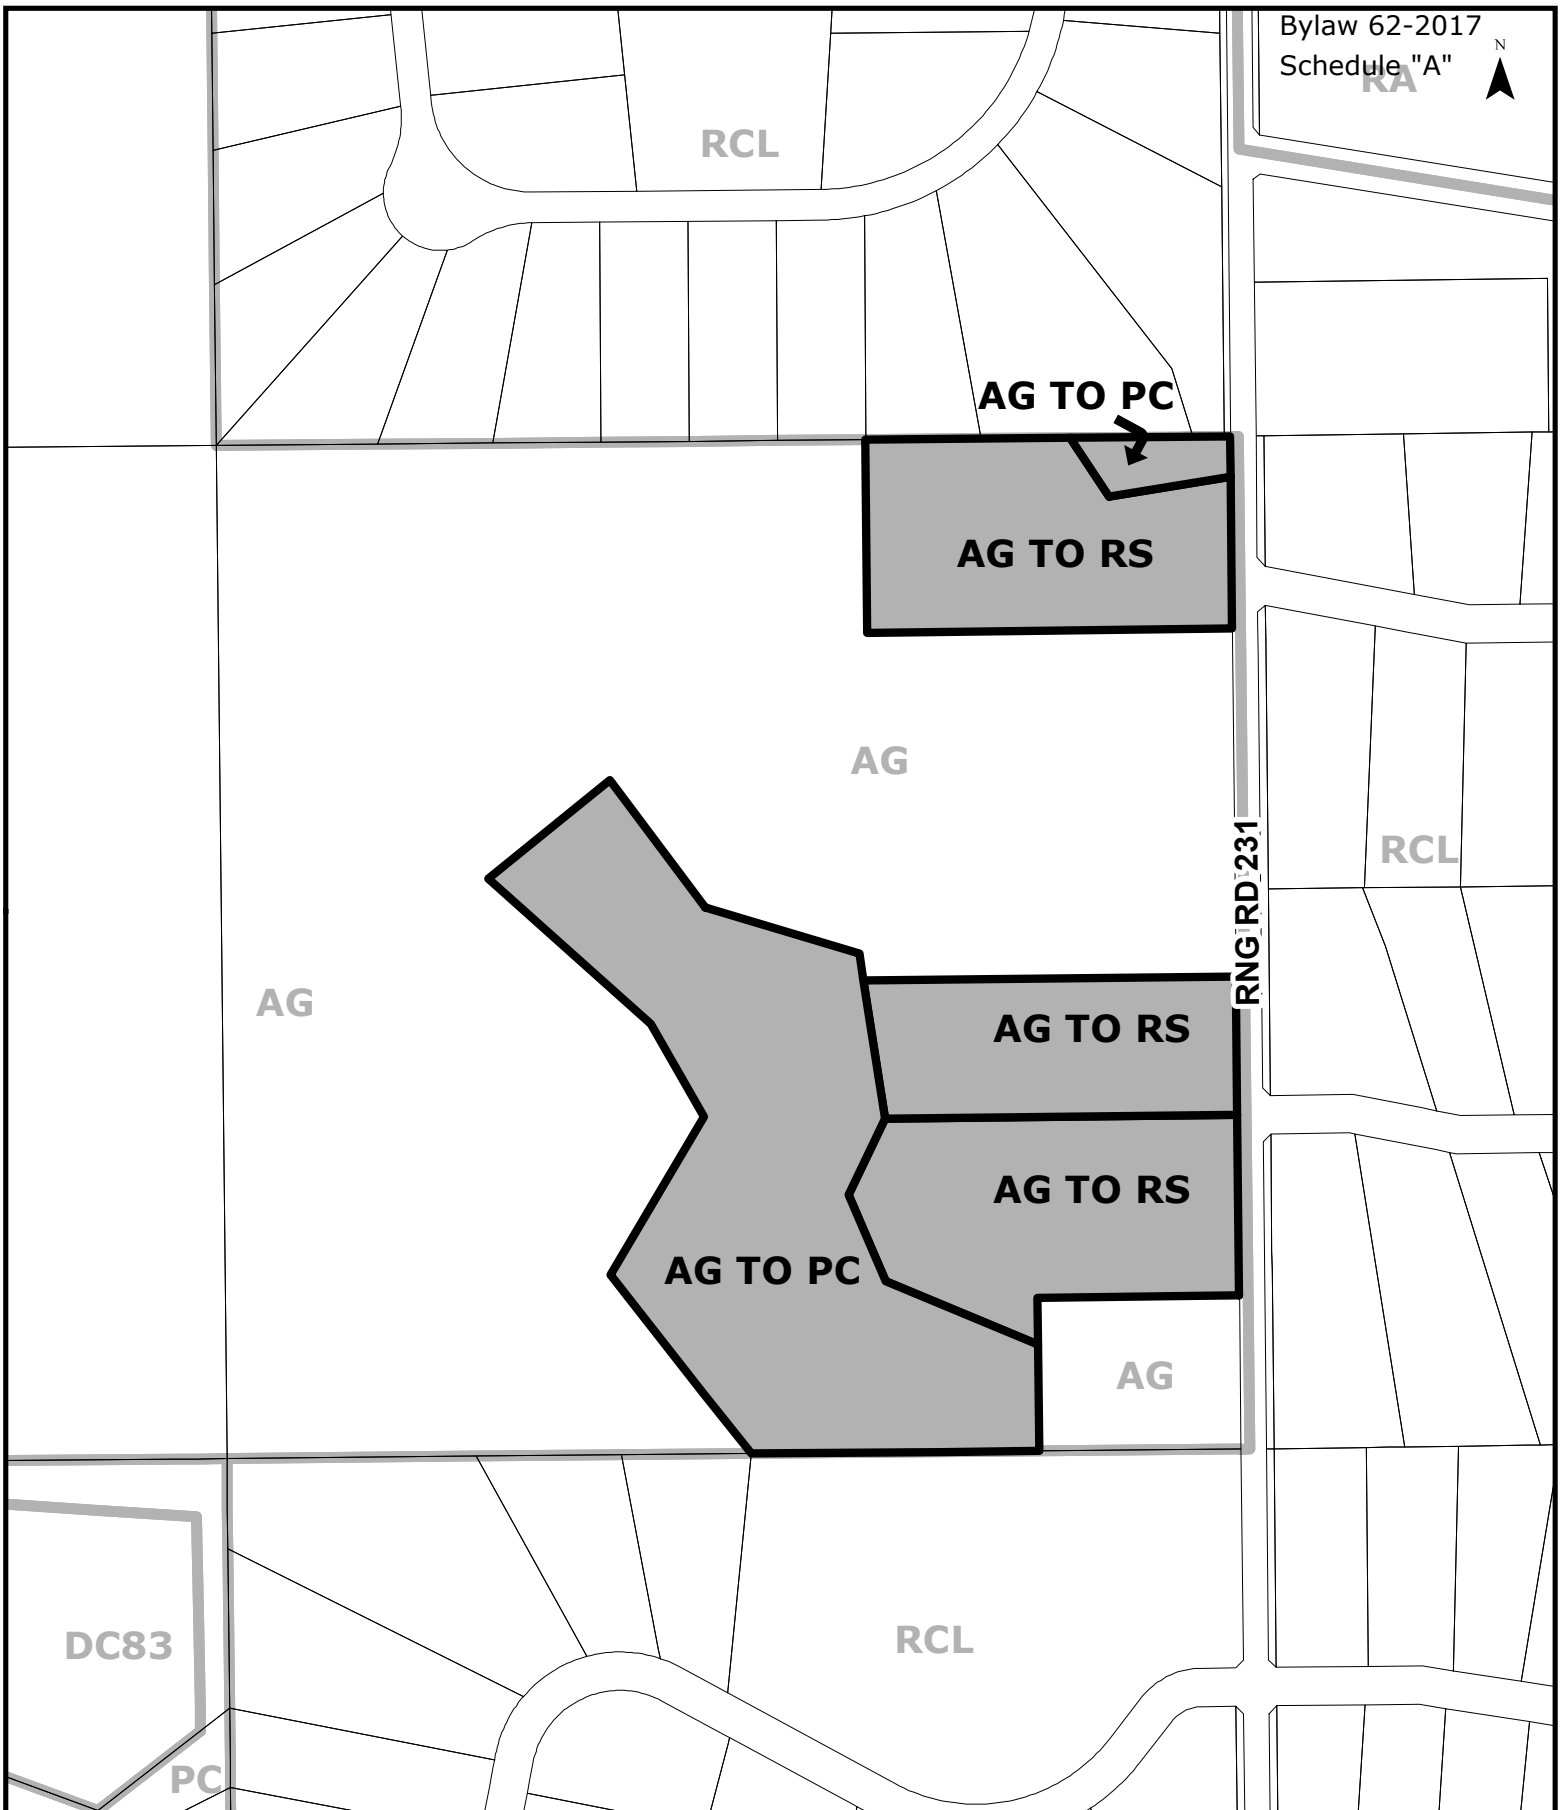 Bylaw 62-2017
N
Schedule "A"
RA
RCL
AG TO PC
AG TO RS
AG
RNG RD 231
RCL
AG
AG TO RS
AG TO RS
AG TO PC
AG
RCL
DC83
PC